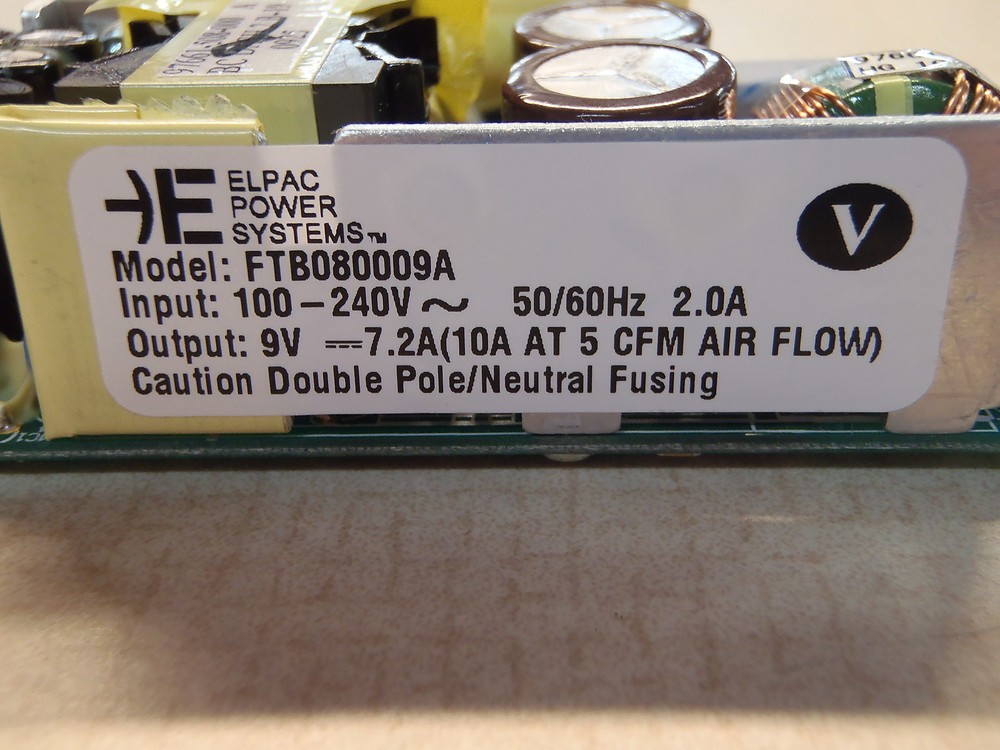 ELPAC
POWER
SYSTEMS™
Model: FTB080009A
Input: 100–240V~ 50/60Hz 2.0A
Output: 9V ⎓7.2A(10A AT 5 CFM AIR FLOW)
Caution Double Pole/Neutral Fusing
V